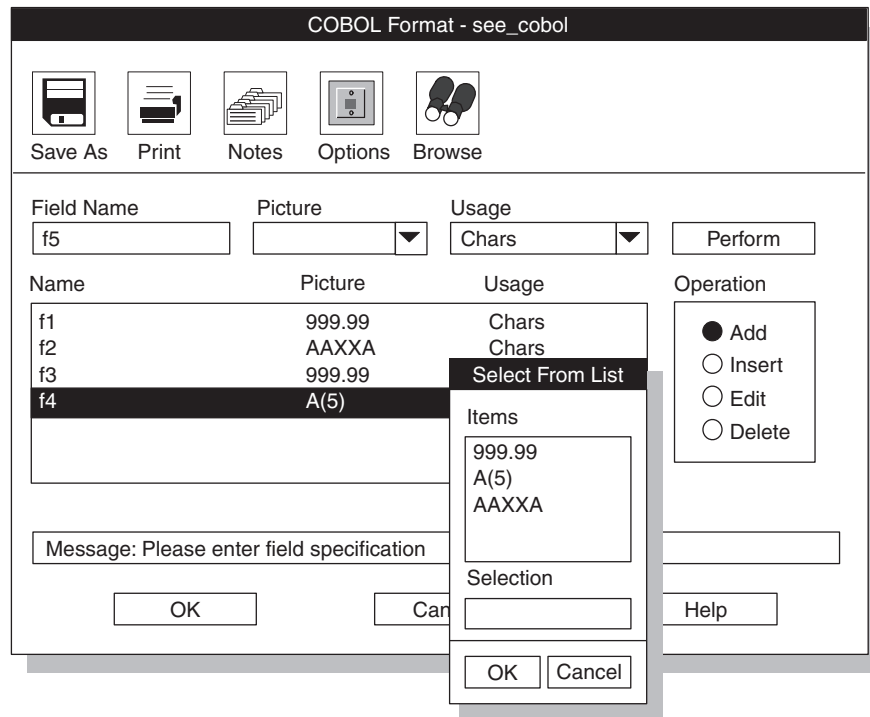 COBOL Format - see_cobol
Save As Print Notes Options Browse
Field Name Picture Usage
f5 Chars Perform
Name Picture Usage Operation
f1 999.99 Chars
f2 AAXXA Chars
f3 999.99
f4 A(5)
Add
Insert
Edit
Delete
Select From List
Items
999.99
A(5)
AAXXA
Selection
OK Cancel
Message: Please enter field specification
OK Can Help